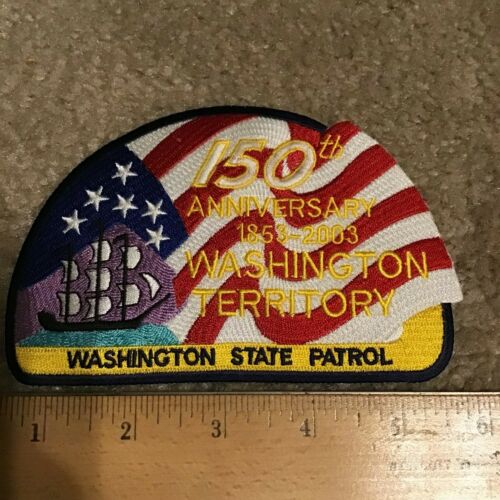 150th
ANNIVERSARY
1853-2003
WASHINGTON
TERRITORY
WASHINGTON STATE PATROL
1 2 3 4 5 6